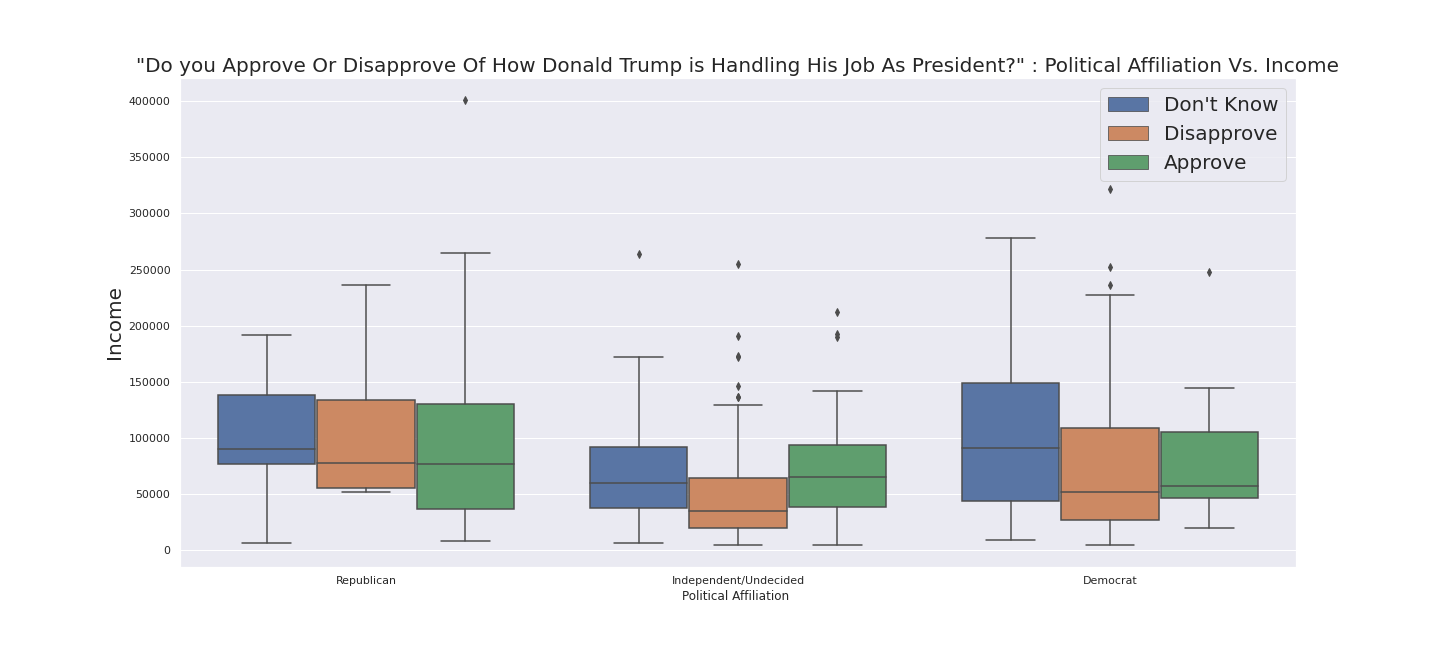 "Do you Approve Or Disapprove Of How Donald Trump is Handling His Job As President?" : Political Affiliation Vs. Income
Don't Know
Disapprove
Approve
400000
350000
300000
250000
200000
150000
100000
50000
0
Income
Republican
Independent/Undecided
Democrat
Political Affiliation